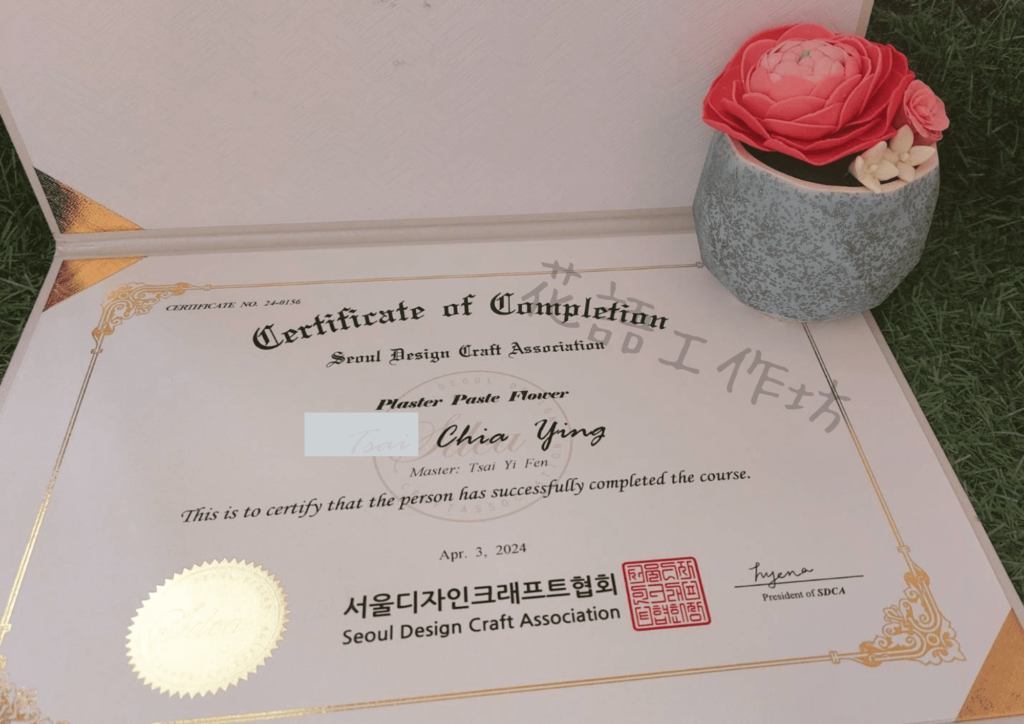 CERTIFICATE NO. 24-0156
Certificate of Completion
Seoul Design Craft Association
Plaster Paste Flower
Tsai Chia Ying
Master: Tsai Yi Fen
This is to certify that the person has successfully completed the course.
Apr. 3, 2024
서울디자인크래프트협회
Seoul Design Craft Association
hyena
President of SDCA
花語工作坊